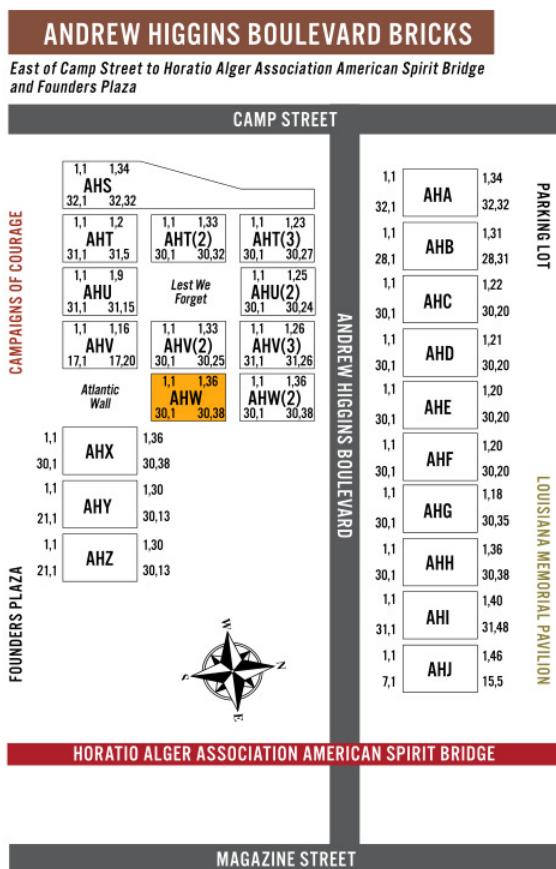 ANDREW HIGGINS BOULEVARD BRICKS
East of Camp Street to Horatio Alger Association American Spirit Bridge
and Founders Plaza
CAMP STREET
1,1 1,34
AHS
32,1 32,32
1,1 1,2
AHT
31,1 31,5
1,1 1,33
AHT(2)
30,1 30,32
1,1 1,23
AHT(3)
30,1 30,27
1,1 1,9
AHU
31,1 31,15
Lest We
Forget
1,1 1,25
AHU(2)
30,1 30,24
1,1 1,16
AHV
17,1 17,20
1,1 1,33
AHV(2)
30,1 30,25
1,1 1,26
AHV(3)
31,1 31,26
Atlantic
Wall
1,1 1,36
AHW
30,1 30,38
1,1 1,36
AHW(2)
30,1 30,38
1,1 1,36
AHX
30,1 30,38
1,1 1,30
AHY
21,1 30,13
1,1 1,30
AHZ
21,1 30,13
CAMPAIGNS OF COURAGE
FOUNDERS PLAZA
W
N
S
E
ANDREW HIGGINS BOULEVARD
1,1 1,34
AHA
32,1 32,32
1,1 1,31
AHB
28,1 28,31
1,1 1,22
AHC
30,1 30,20
1,1 1,21
AHD
30,1 30,20
1,1 1,20
AHE
30,1 30,20
1,1 1,20
AHF
30,1 30,20
1,1 1,18
AHG
30,1 30,35
1,1 1,36
AHH
30,1 30,38
1,1 1,40
AHI
31,1 31,48
1,1 1,46
AHJ
7,1 15,5
PARKING LOT
LOUISIANA MEMORIAL PAVILION
HORATIO ALGER ASSOCIATION AMERICAN SPIRIT BRIDGE
MAGAZINE STREET